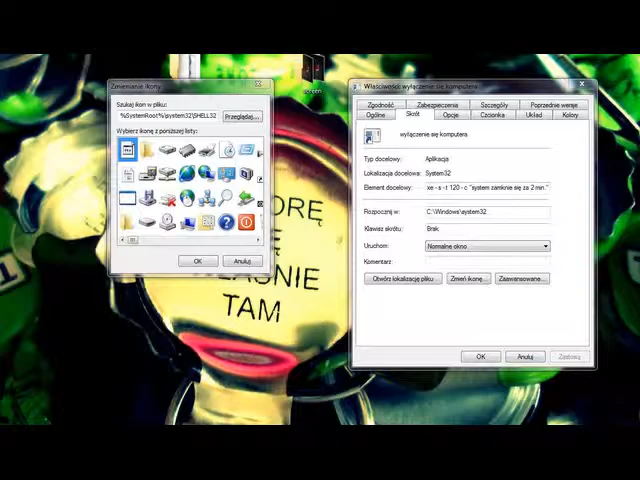 Zmienianie ikony
Szukaj ikon w pliku:
%SystemRoot%\system32\SHELL32
Przeglądaj...
Wybierz ikonę z poniższej listy:
OK
Anuluj
screen
Właściwości: wyłączenie się komputera
Zgodność
Zabezpieczenia
Szczegóły
Poprzednie wersje
Ogólne
Skrót
Opcje
Czcionka
Układ
Kolory
wyłączenie się komputera
Typ docelowy:
Aplikacja
Lokalizacja docelowa:
System32
Element docelowy:
xe -s -t 120 -c "system zamknie się za 2 min."
Rozpocznij w:
C:\Windows\system32
Klawisz skrótu:
Brak
Uruchom:
Normalne okno
Komentarz:
Otwórz lokalizację pliku
Zmień ikonę...
Zaawansowane...
OK
Anuluj
Zastosuj
TAM